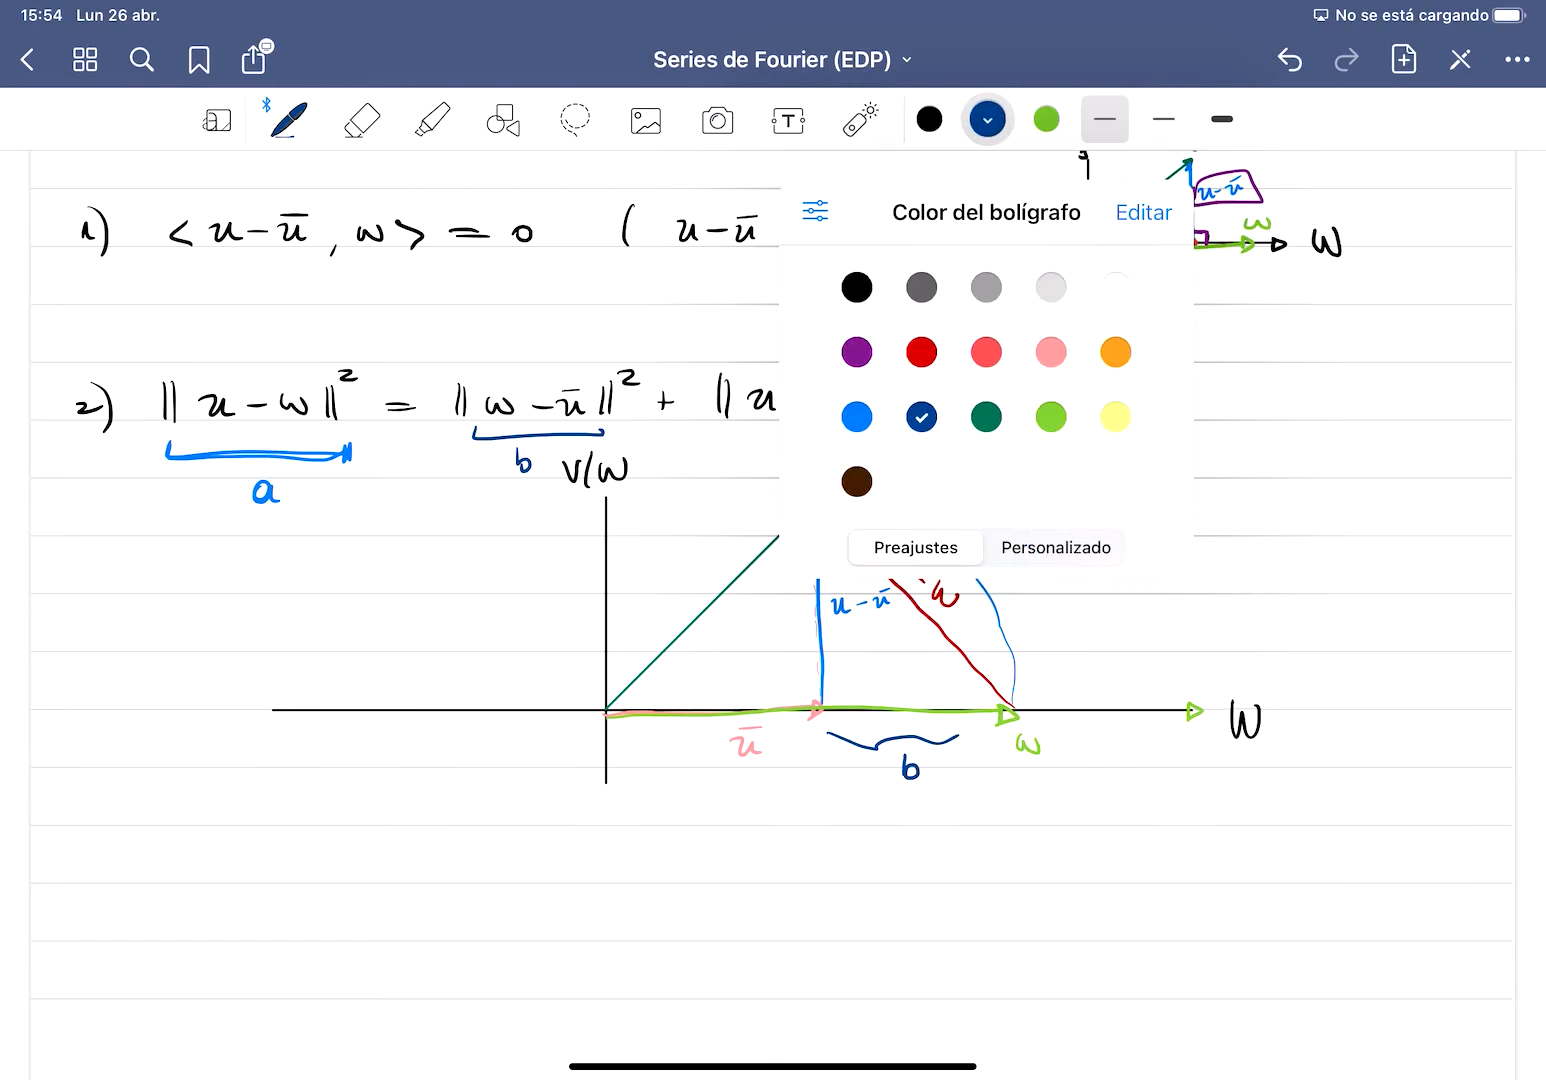 15:54 Lun 26 abr. No se está cargando
Series de Fourier (EDP)
u-ū
w
W
1) < u-ū, w > = 0 ( u-ū
Color del bolígrafo Editar
2) || u-w ||² = || w-ū ||² + || u
a
b
V/W
Preajustes Personalizado
u-ū
ū
w
W
b